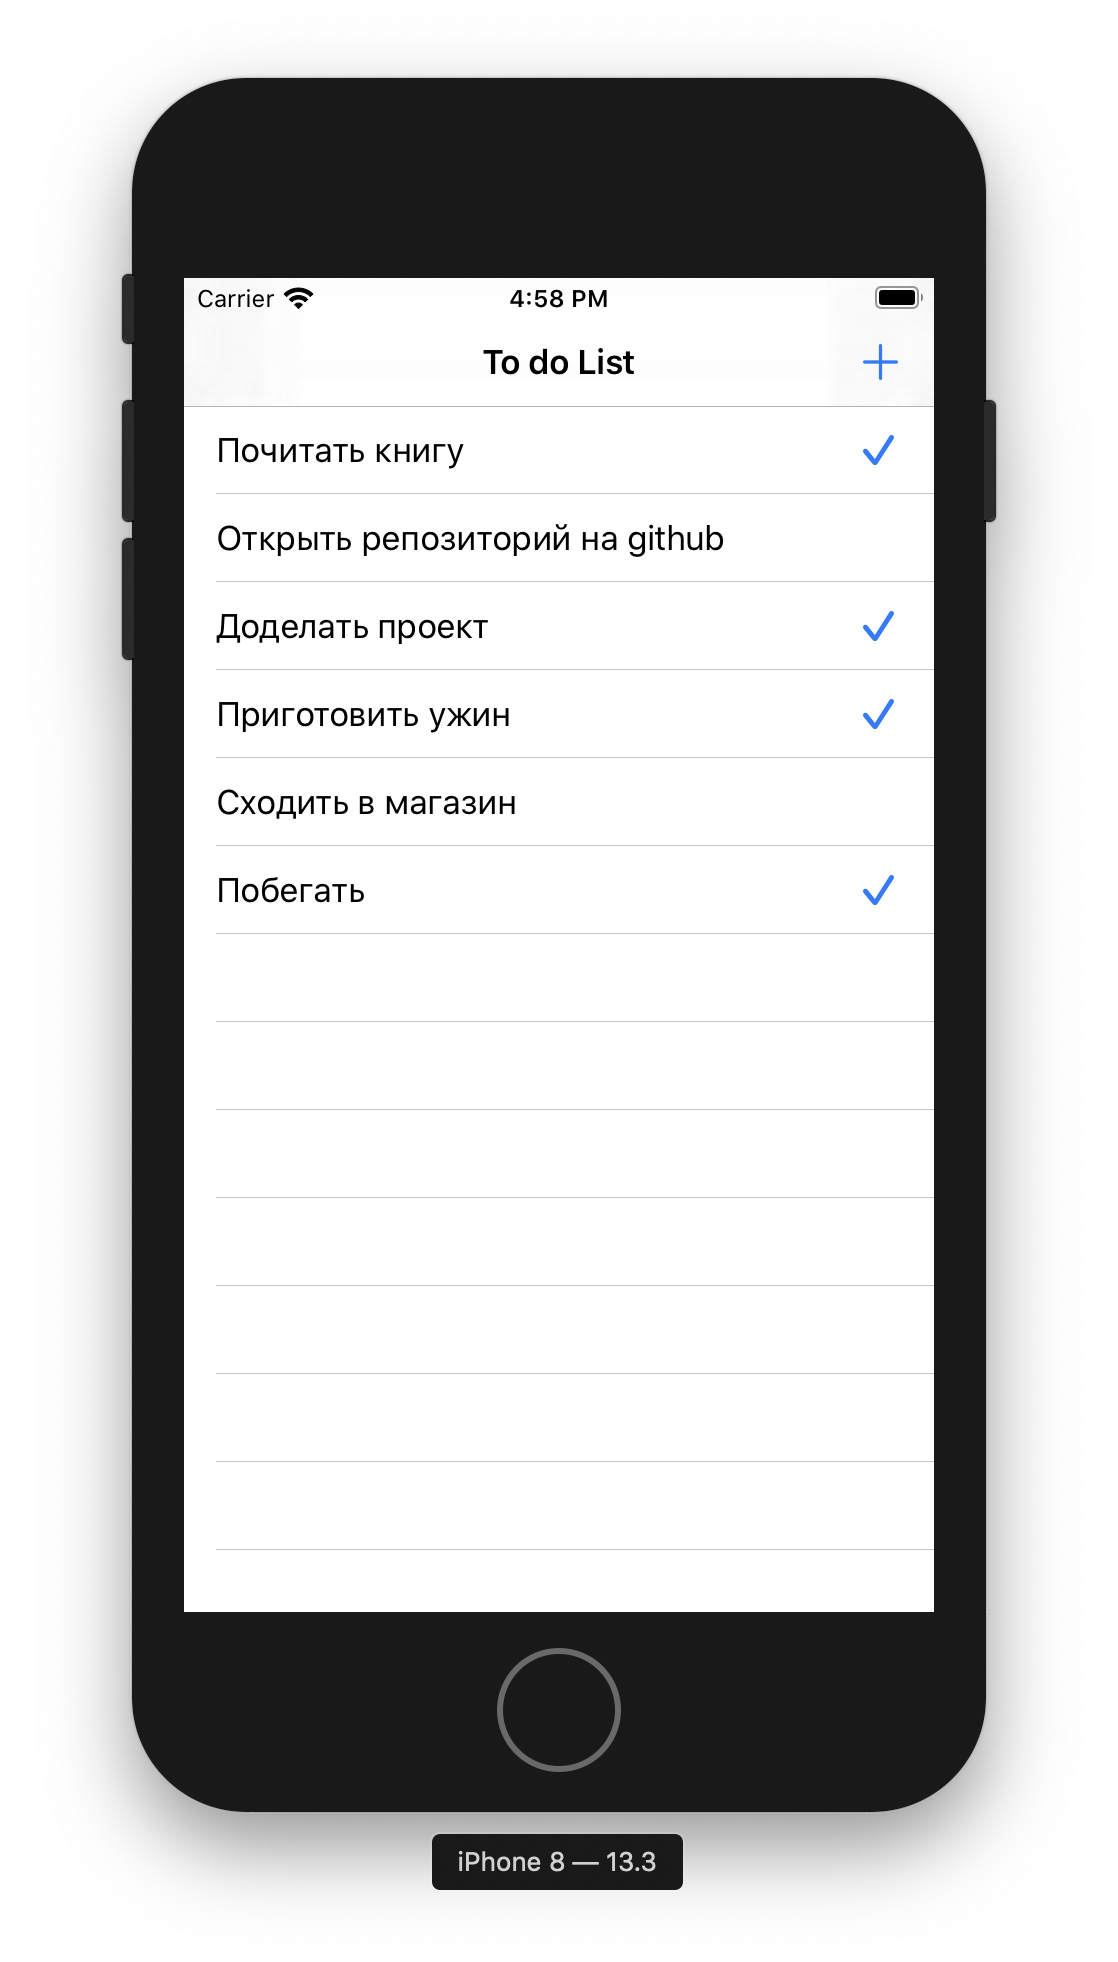 Carrier 4:58 PM
To do List
Почитать книгу
Открыть репозиторий на github
Доделать проект
Приготовить ужин
Сходить в магазин
Побегать
iPhone 8 — 13.3